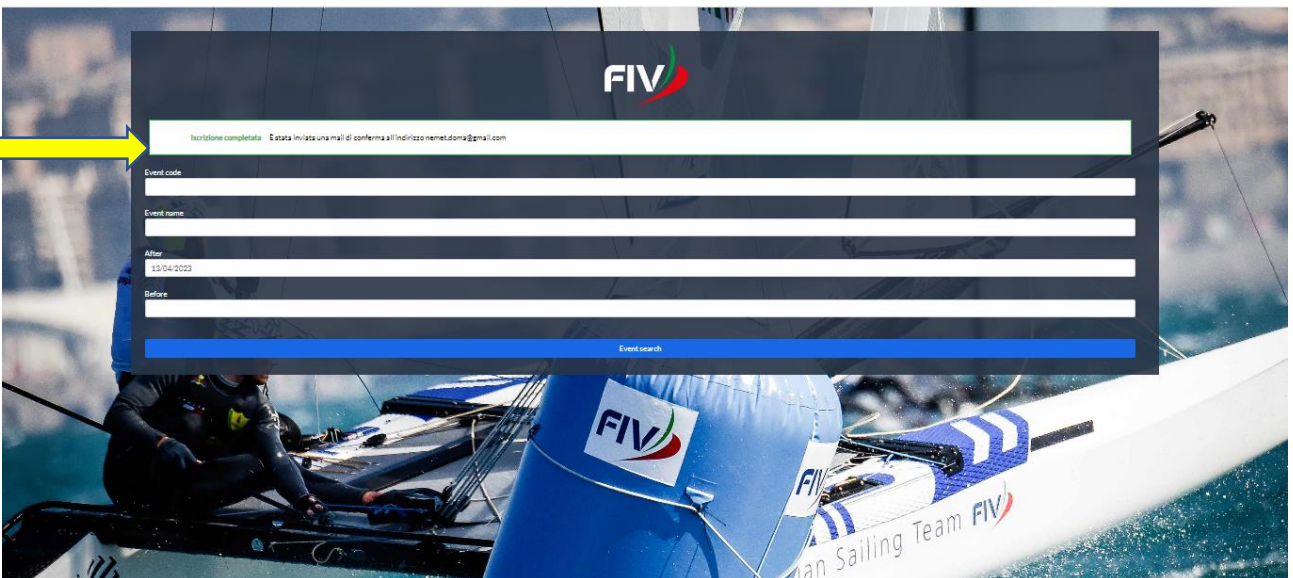 FIV
Iscrizione completata È stata inviata una mail di conferma all'indirizzo nemet.doma@gmail.com
Event code
Event name
After
13/04/2023
Before
Event search
FIV
FIV
an Sailing Team FIV